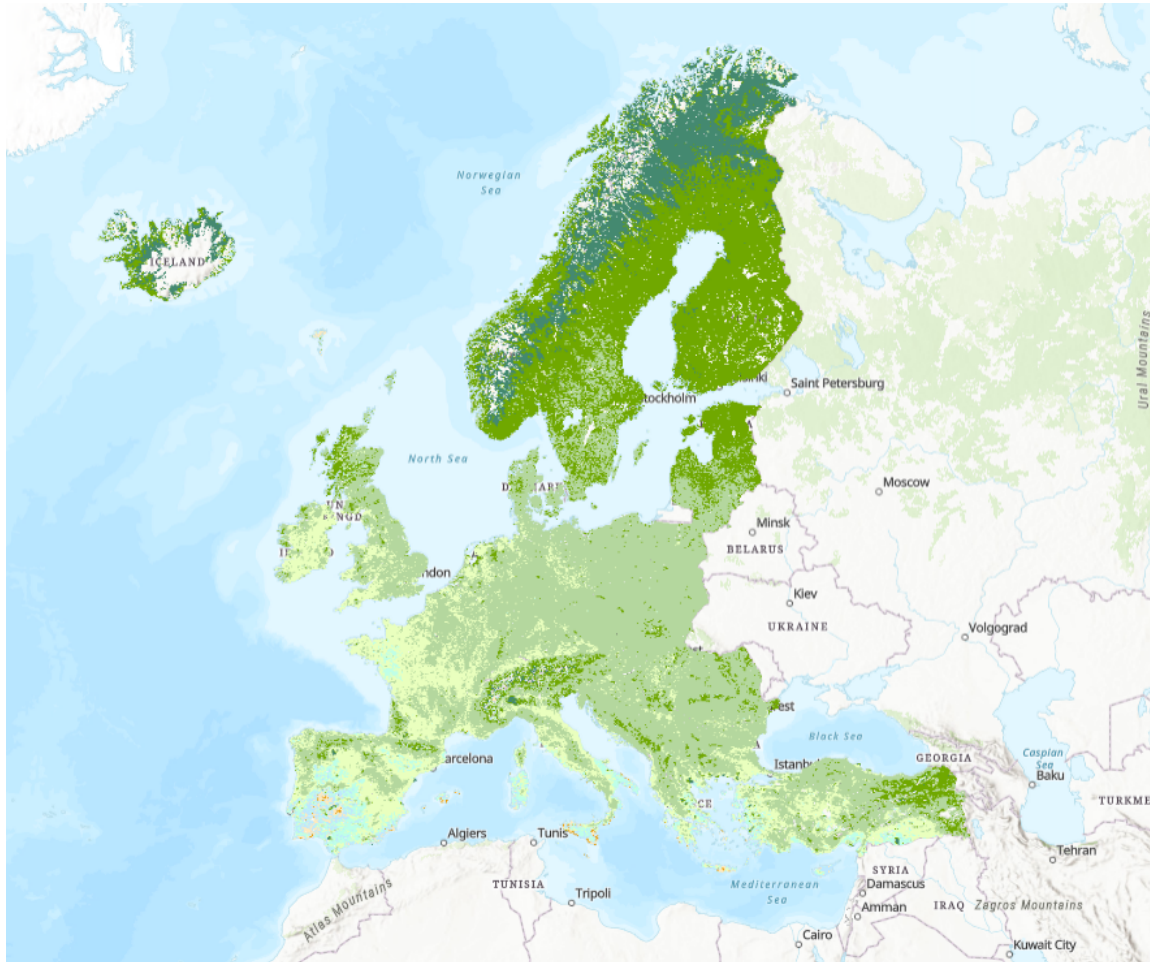 Norwegian
Sea
ICELAND
Ural Mountains
Saint Petersburg
Stockholm
North Sea
Moscow
Minsk
BELARUS
Kiev
UKRAINE
Volgograd
Black Sea
GEORGIA
Caspian
Sea
Baku
TURKME
Algiers
Tunis
Tehran
SYRIA
Damascus
TUNISIA
Mediterranean
Sea
IRAQ
Zagros Mountains
Tripoli
Amman
Atlas Mountains
Cairo
Kuwait City